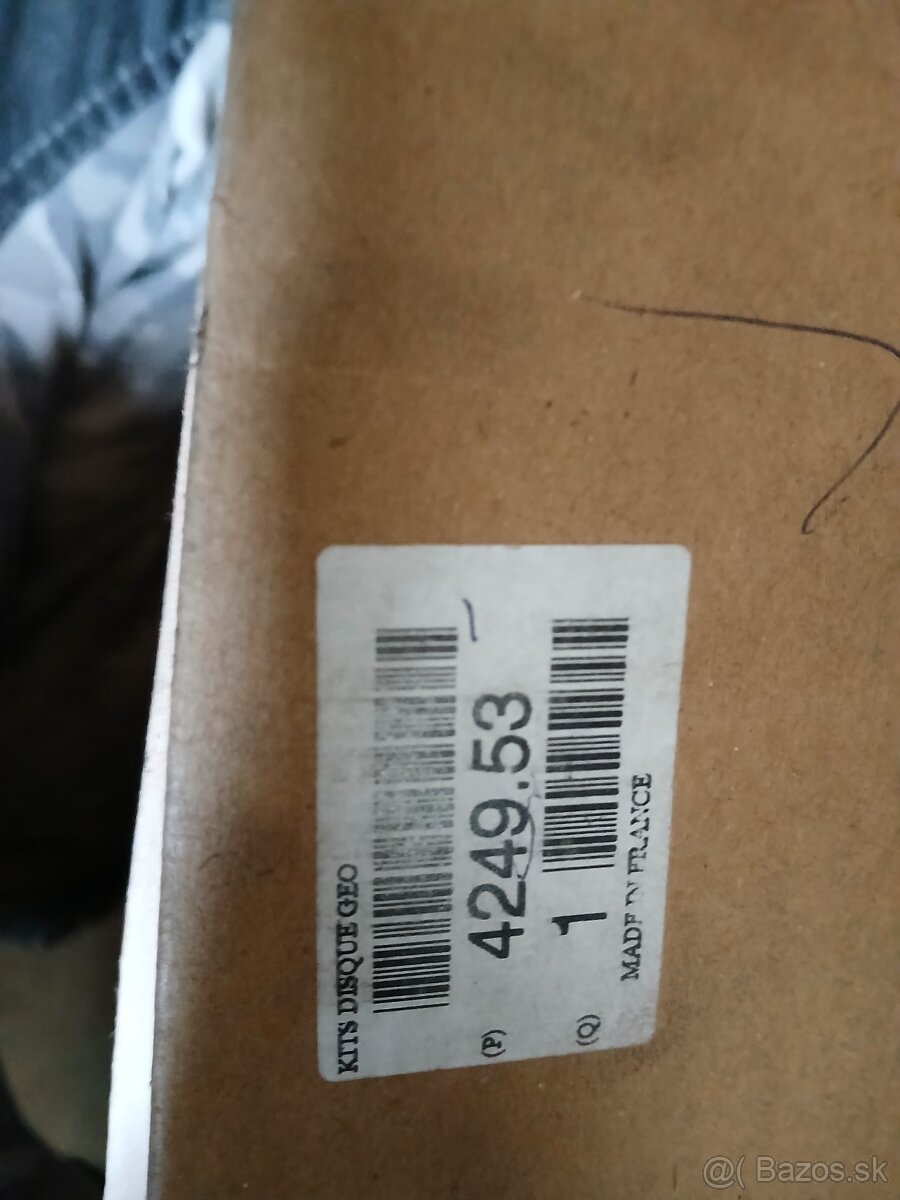 KITS DISQUE GEO
(P) 4249.53
(Q) 1
MADE IN FRANCE
@( Bazos.sk